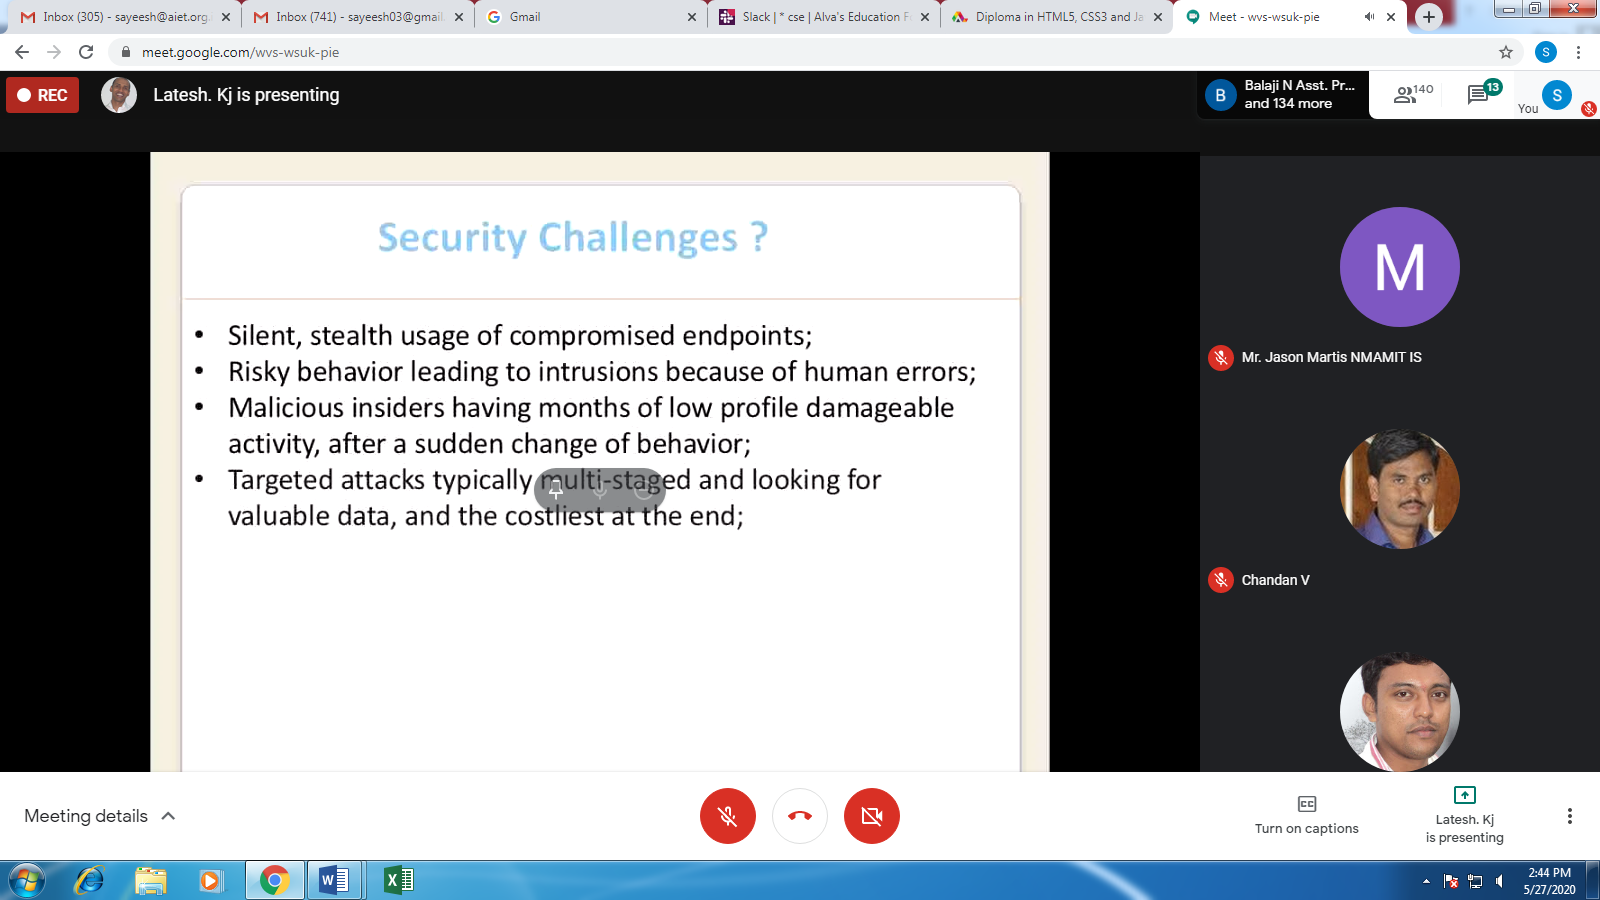 Inbox (305) - sayeesh@aiet.org.
Inbox (741) - sayeesh03@gmail.
Gmail
Slack | * cse | Alva's Education F
Diploma in HTML5, CSS3 and Ja
Meet - wvs-wsuk-pie
meet.google.com/wvs-wsuk-pie
S
REC
Latesh. Kj is presenting
B
Balaji N Asst. Pr...
and 134 more
140
13
You
S
Security Challenges ?
• Silent, stealth usage of compromised endpoints;
• Risky behavior leading to intrusions because of human errors;
• Malicious insiders having months of low profile damageable
activity, after a sudden change of behavior;
• Targeted attacks typically multi-staged and looking for
valuable data, and the costliest at the end;
M
Mr. Jason Martis NMAMIT IS
Chandan V
Meeting details
CC
Turn on captions
Latesh. Kj
is presenting
2:44 PM
5/27/2020